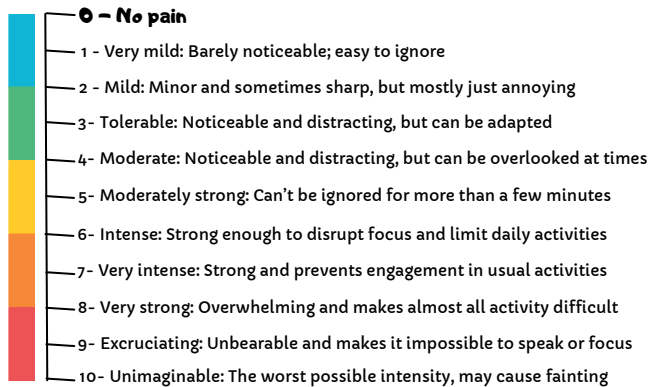 0 - No pain
1 - Very mild: Barely noticeable; easy to ignore
2 - Mild: Minor and sometimes sharp, but mostly just annoying
3- Tolerable: Noticeable and distracting, but can be adapted
4- Moderate: Noticeable and distracting, but can be overlooked at times
5- Moderately strong: Can't be ignored for more than a few minutes
6- Intense: Strong enough to disrupt focus and limit daily activities
7- Very intense: Strong and prevents engagement in usual activities
8- Very strong: Overwhelming and makes almost all activity difficult
9- Excruciating: Unbearable and makes it impossible to speak or focus
10- Unimaginable: The worst possible intensity, may cause fainting